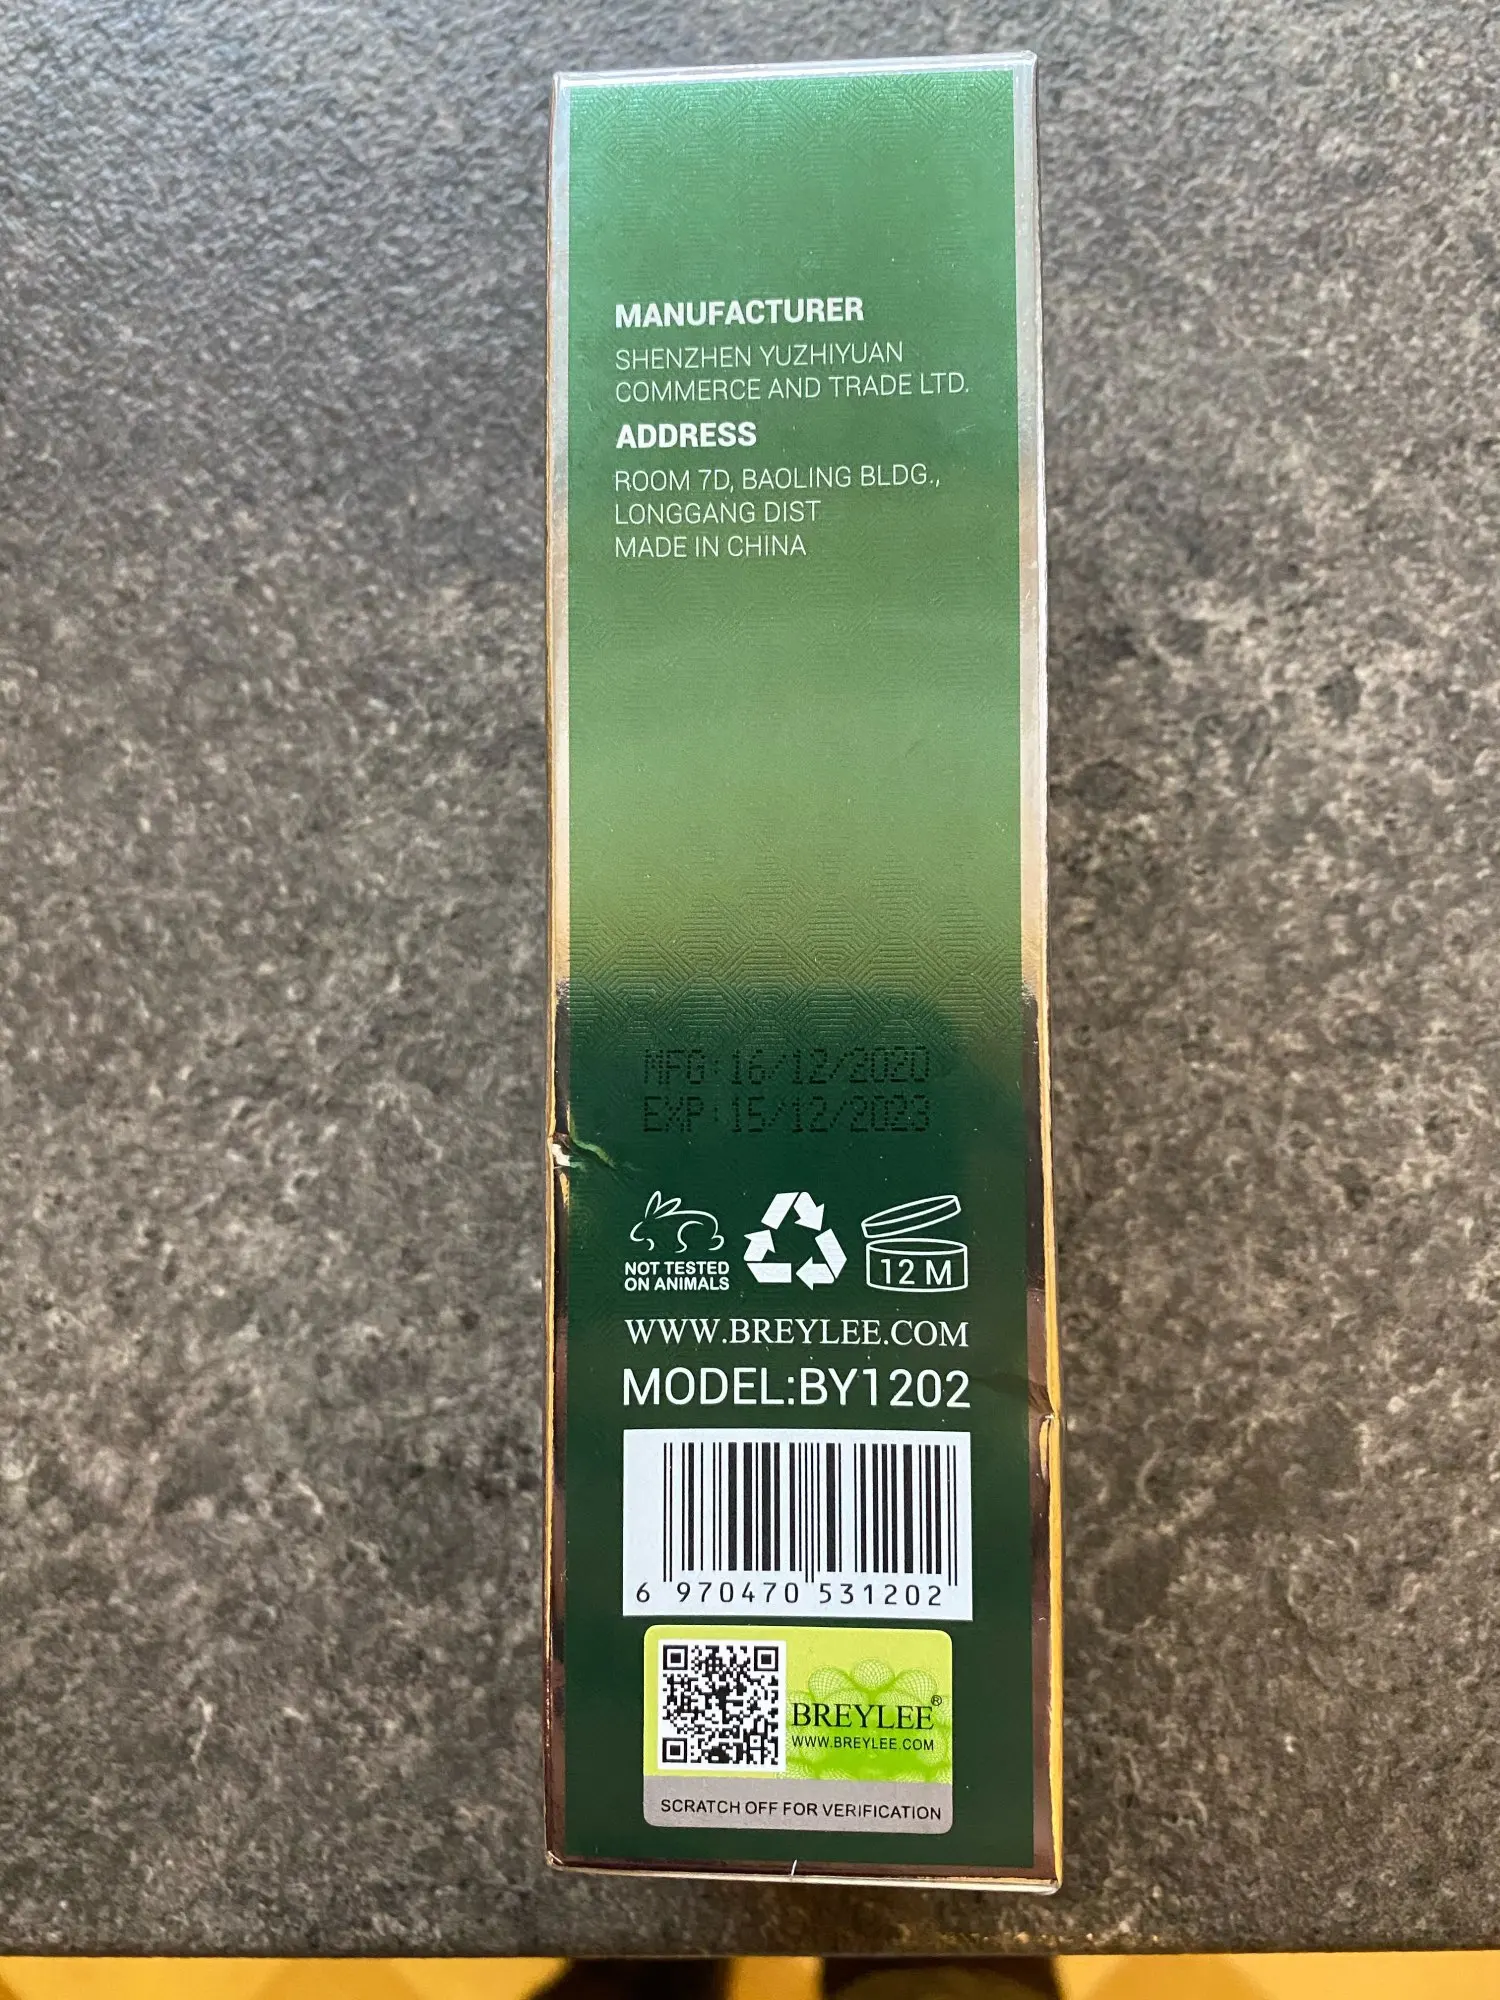 MANUFACTURER
SHENZHEN YUZHIYUAN
COMMERCE AND TRADE LTD.
ADDRESS
ROOM 7D, BAOLING BLDG.,
LONGGANG DIST
MADE IN CHINA
MFG:16/12/2020
EXP:15/12/2023
NOT TESTED
ON ANIMALS
12 M
WWW.BREYLEE.COM
MODEL:BY1202
6 970470 531202
BREYLEE®
WWW.BREYLEE.COM
SCRATCH OFF FOR VERIFICATION